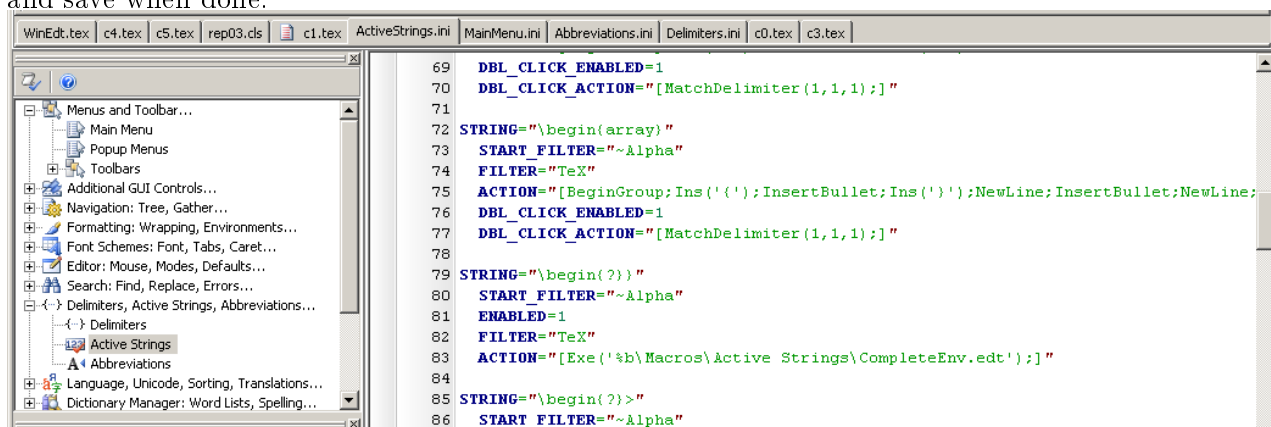 and save when done.
WinEdt.tex c4.tex c5.tex rep03.cls c1.tex ActiveStrings.ini MainMenu.ini Abbreviations.ini Delimiters.ini c0.tex c3.tex
Menus and Toolbar...
Main Menu
Popup Menus
Toolbars
Additional GUI Controls...
Navigation: Tree, Gather...
Formatting: Wrapping, Environments...
Font Schemes: Font, Tabs, Caret...
Editor: Mouse, Modes, Defaults...
Search: Find, Replace, Errors...
Delimiters, Active Strings, Abbreviations...
Delimiters
Active Strings
Abbreviations
Language, Unicode, Sorting, Translations...
Dictionary Manager: Word Lists, Spelling...
69 DBL_CLICK_ENABLED=1
70 DBL_CLICK_ACTION="[MatchDelimiter(1,1,1);]"
71
72 STRING="\begin{array}"
73 START_FILTER="~Alpha"
74 FILTER="TeX"
75 ACTION="[BeginGroup;Ins('{');InsertBullet;Ins('}');NewLine;InsertBullet;NewLine;
76 DBL_CLICK_ENABLED=1
77 DBL_CLICK_ACTION="[MatchDelimiter(1,1,1);]"
78
79 STRING="\begin{?}}"
80 START_FILTER="~Alpha"
81 ENABLED=1
82 FILTER="TeX"
83 ACTION="[Exe('%b\Macros\Active Strings\CompleteEnv.edt');]"
84
85 STRING="\begin{?}>"
86 START_FILTER="~Alpha"